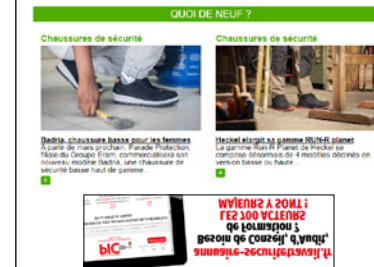 QUOI DE NEUF ?
Chaussures de sécurité
Badria, chaussure basse pour les femmes
A partir de mars prochain, Parade Protection,
filiale du Groupe Eram, commercialisera son
nouveau modèle Badria, une chaussure de
sécurité basse haut de gamme...
Chaussures de sécurité
Heckel élargit sa gamme RUN-R planet
La gamme Run-R Planet de Heckel se
compose désormais de 4 modèles déclinés en
version basse ou haute...
annuaire-securitetravail.fr
Besoin de Conseil, d'Audit,
de Formation ?
LES 200 ACTEURS
MAJEURS Y SONT !
PIC